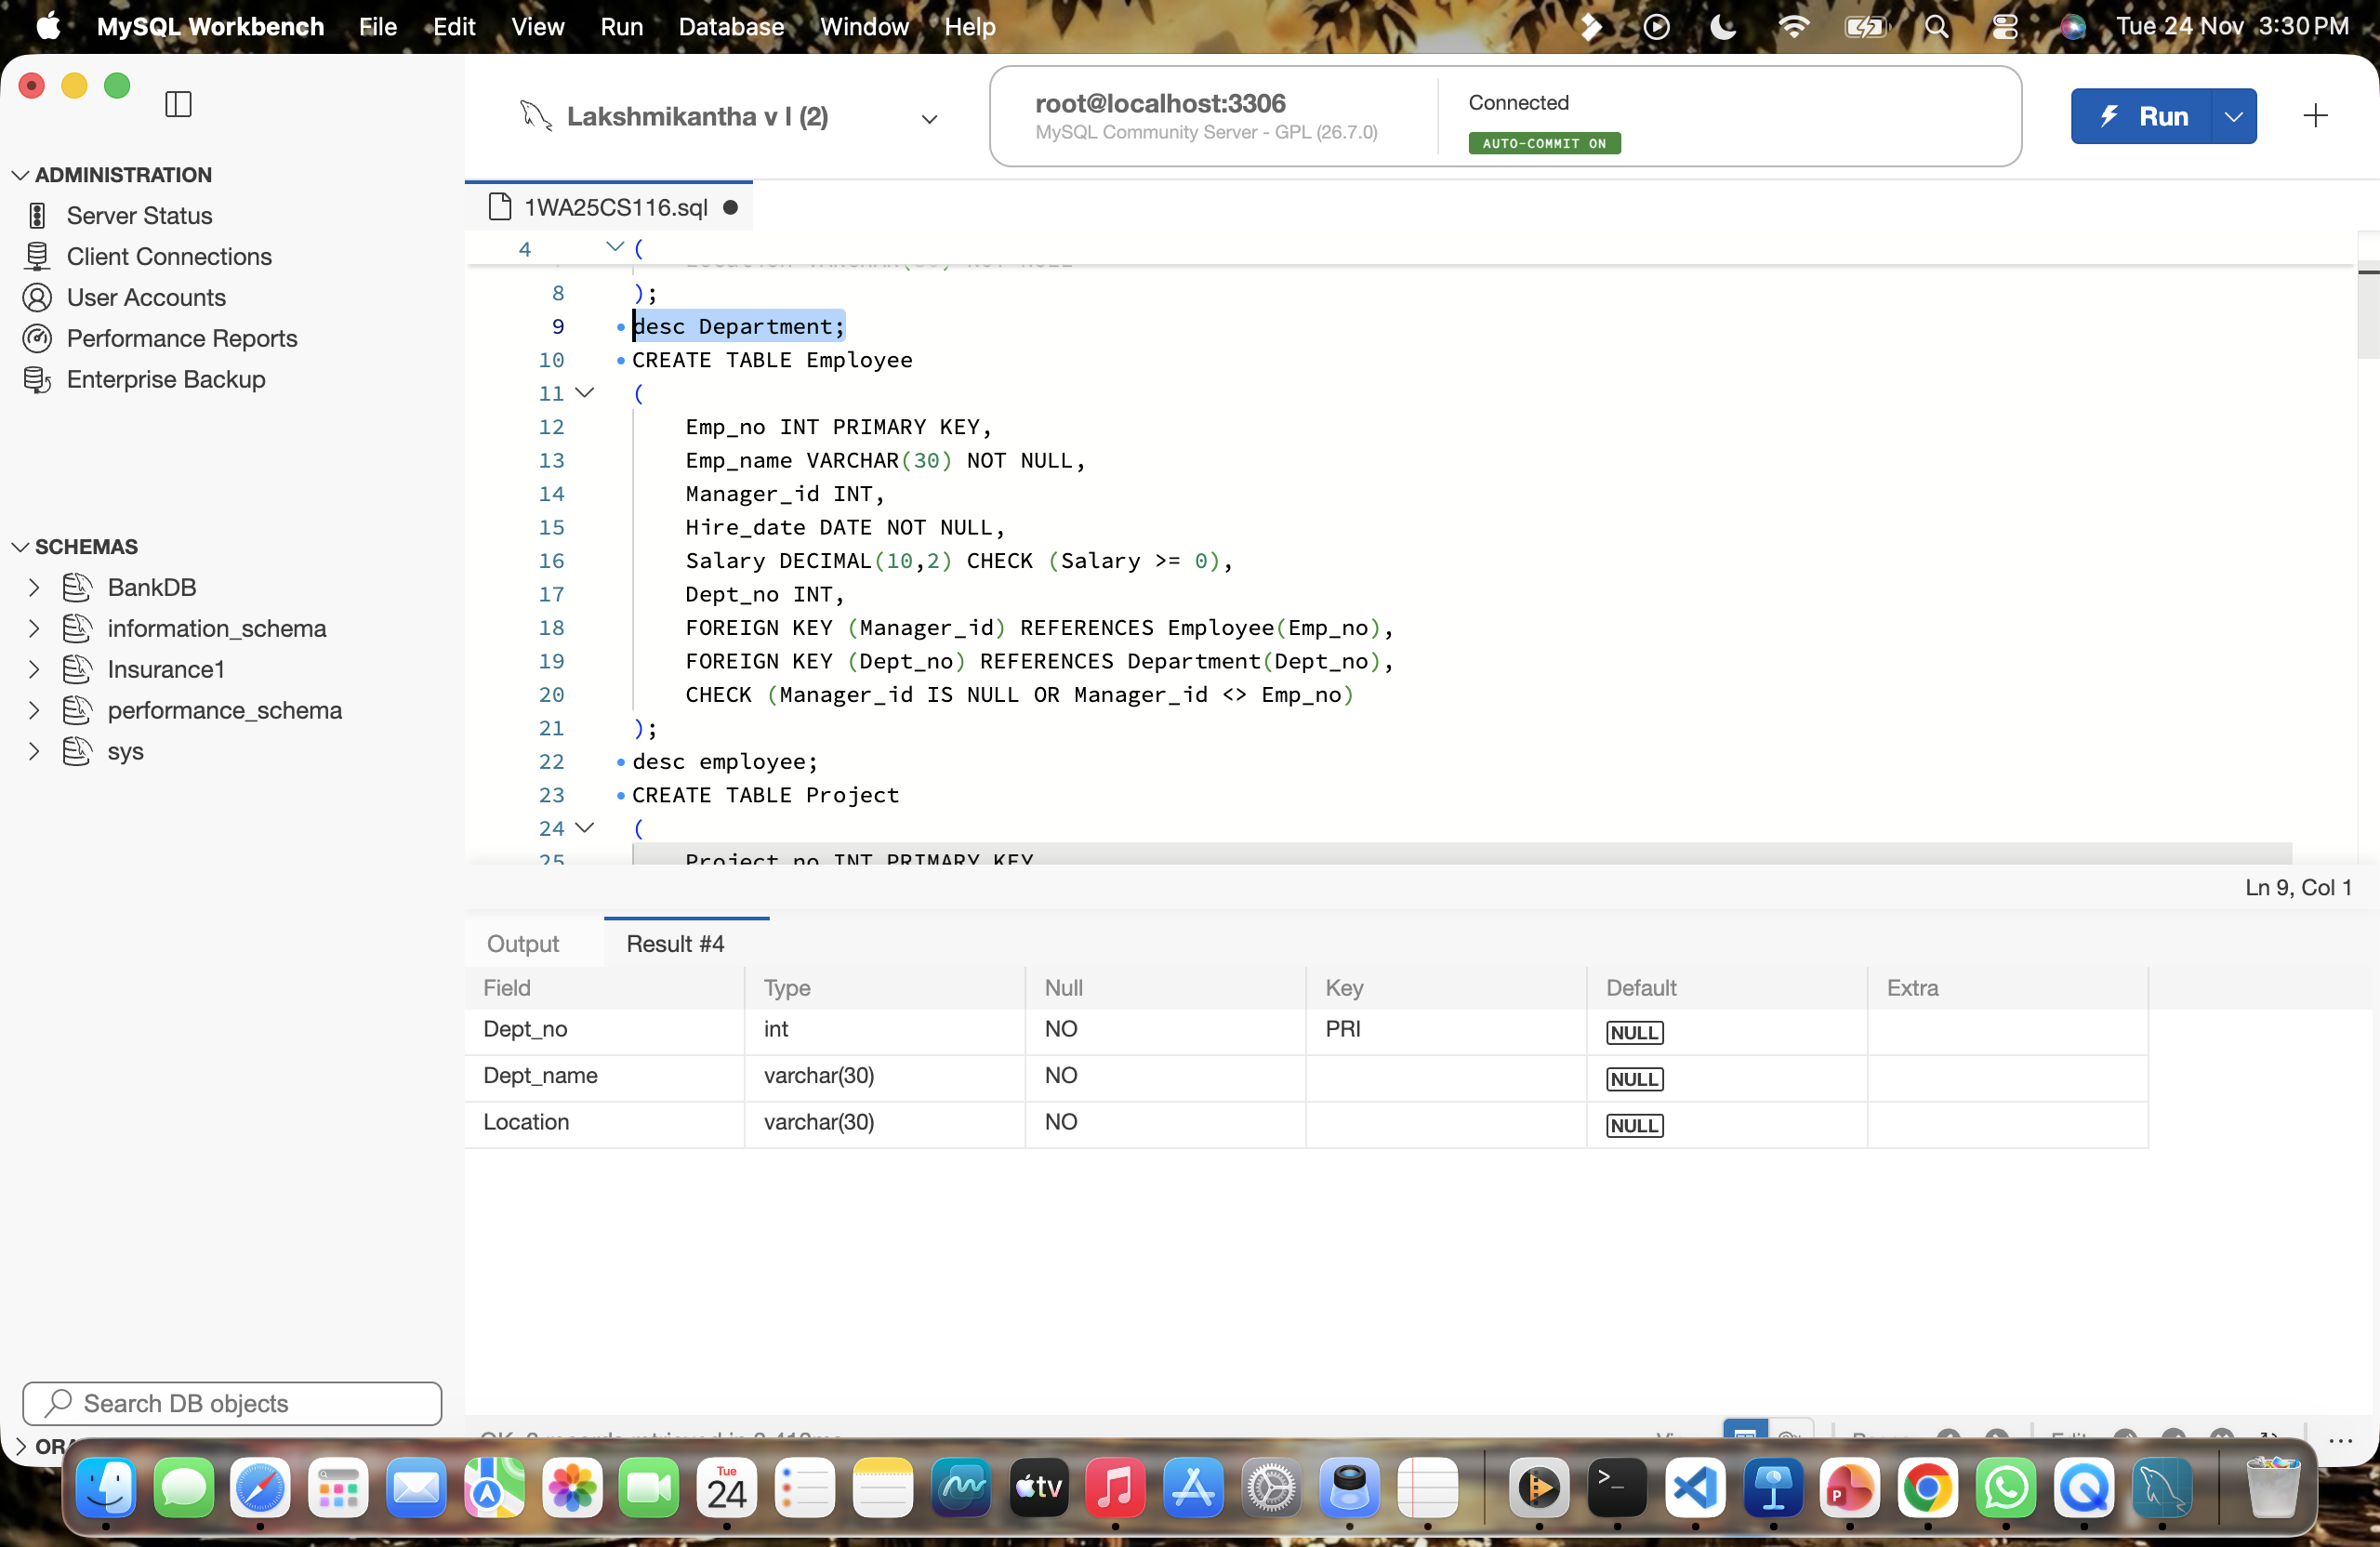 MySQL Workbench File Edit View Run Database Window Help Tue 24 Nov 3:30 PM
Lakshmikantha v l (2)
root@localhost:3306
MySQL Community Server - GPL (26.7.0)
Connected
AUTO-COMMIT ON
Run
ADMINISTRATION
Server Status
Client Connections
User Accounts
Performance Reports
Enterprise Backup
SCHEMAS
BankDB
information_schema
Insurance1
performance_schema
sys
Search DB objects
1WA25CS116.sql
4 (
8 );
9 desc Department;
10 CREATE TABLE Employee
11 (
12 Emp_no INT PRIMARY KEY,
13 Emp_name VARCHAR(30) NOT NULL,
14 Manager_id INT,
15 Hire_date DATE NOT NULL,
16 Salary DECIMAL(10,2) CHECK (Salary >= 0),
17 Dept_no INT,
18 FOREIGN KEY (Manager_id) REFERENCES Employee(Emp_no),
19 FOREIGN KEY (Dept_no) REFERENCES Department(Dept_no),
20 CHECK (Manager_id IS NULL OR Manager_id <> Emp_no)
21 );
22 desc employee;
23 CREATE TABLE Project
24 (
25 Project_no INT PRIMARY KEY
Ln 9, Col 1
Output Result #4
Field Type Null Key Default Extra
Dept_no int NO PRI NULL
Dept_name varchar(30) NO NULL
Location varchar(30) NO NULL
Tue
24
tv